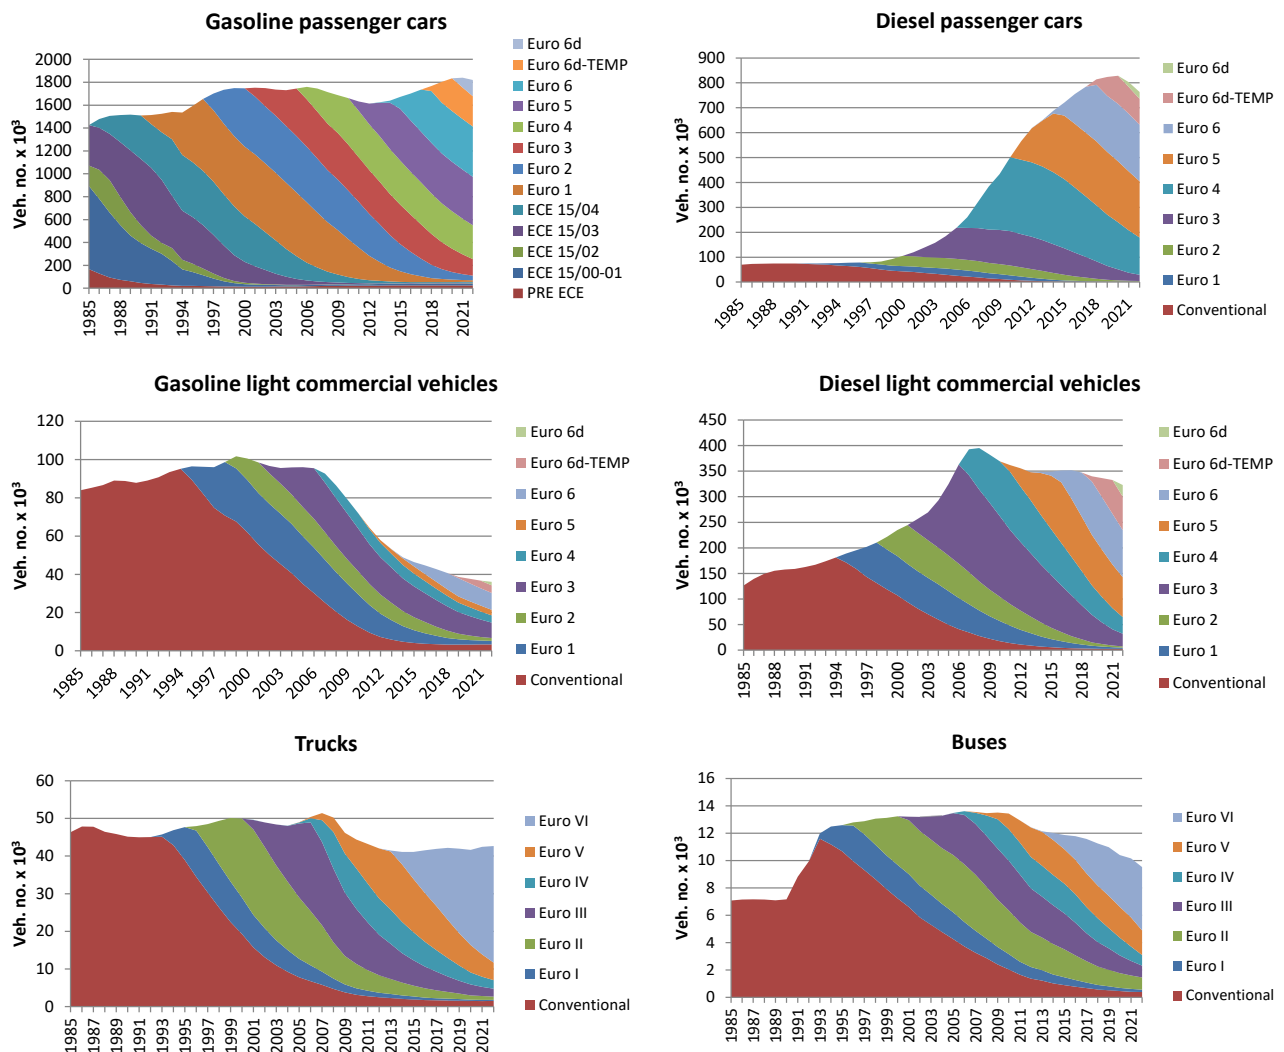 Gasoline passenger cars
Veh. no. x 10³
2000
1800
1600
1400
1200
1000
800
600
400
200
0
1985
1988
1991
1994
1997
2000
2003
2006
2009
2012
2015
2018
2021
Euro 6d
Euro 6d-TEMP
Euro 6
Euro 5
Euro 4
Euro 3
Euro 2
Euro 1
ECE 15/04
ECE 15/03
ECE 15/02
ECE 15/00-01
PRE ECE
Diesel passenger cars
Veh. no. x 10³
900
800
700
600
500
400
300
200
100
0
1985
1988
1991
1994
1997
2000
2003
2006
2009
2012
2015
2018
2021
Euro 6d
Euro 6d-TEMP
Euro 6
Euro 5
Euro 4
Euro 3
Euro 2
Euro 1
Conventional
Gasoline light commercial vehicles
Veh. no. x 10³
120
100
80
60
40
20
0
1985
1988
1991
1994
1997
2000
2003
2006
2009
2012
2015
2018
2021
Euro 6d
Euro 6d-TEMP
Euro 6
Euro 5
Euro 4
Euro 3
Euro 2
Euro 1
Conventional
Diesel light commercial vehicles
Veh. no. x 10³
450
400
350
300
250
200
150
100
50
0
1985
1988
1991
1994
1997
2000
2003
2006
2009
2012
2015
2018
2021
Euro 6d
Euro 6d-TEMP
Euro 6
Euro 5
Euro 4
Euro 3
Euro 2
Euro 1
Conventional
Trucks
Veh. no. x 10³
60
50
40
30
20
10
0
1985
1987
1989
1991
1993
1995
1997
1999
2001
2003
2005
2007
2009
2011
2013
2015
2017
2019
2021
Euro VI
Euro V
Euro IV
Euro III
Euro II
Euro I
Conventional
Buses
Veh. no. x 10³
16
14
12
10
8
6
4
2
0
1985
1987
1989
1991
1993
1995
1997
1999
2001
2003
2005
2007
2009
2011
2013
2015
2017
2019
2021
Euro VI
Euro V
Euro IV
Euro III
Euro II
Euro I
Conventional